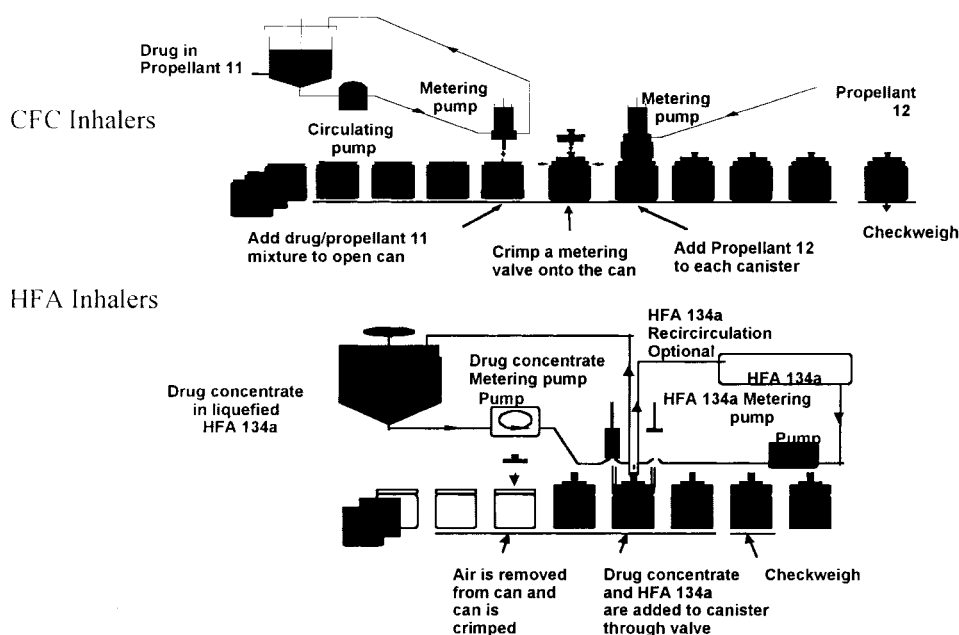 Drug in
Propellant 11
CFC Inhalers
Circulating
pump
Metering
pump
Metering
pump
Propellant
12
Add drug/propellant 11
mixture to open can
Crimp a metering
valve onto the can
Add Propellant 12
to each canister
Checkweigh
HFA Inhalers
Drug concentrate
in liquefied
HFA 134a
Drug concentrate
Metering pump
Pump
HFA 134a
Recircirculation
Optional
HFA 134a
HFA 134a Metering
pump
Pump
Air is removed
from can and
can is
crimped
Drug concentrate
and HFA 134a
are added to canister
through valve
Checkweigh